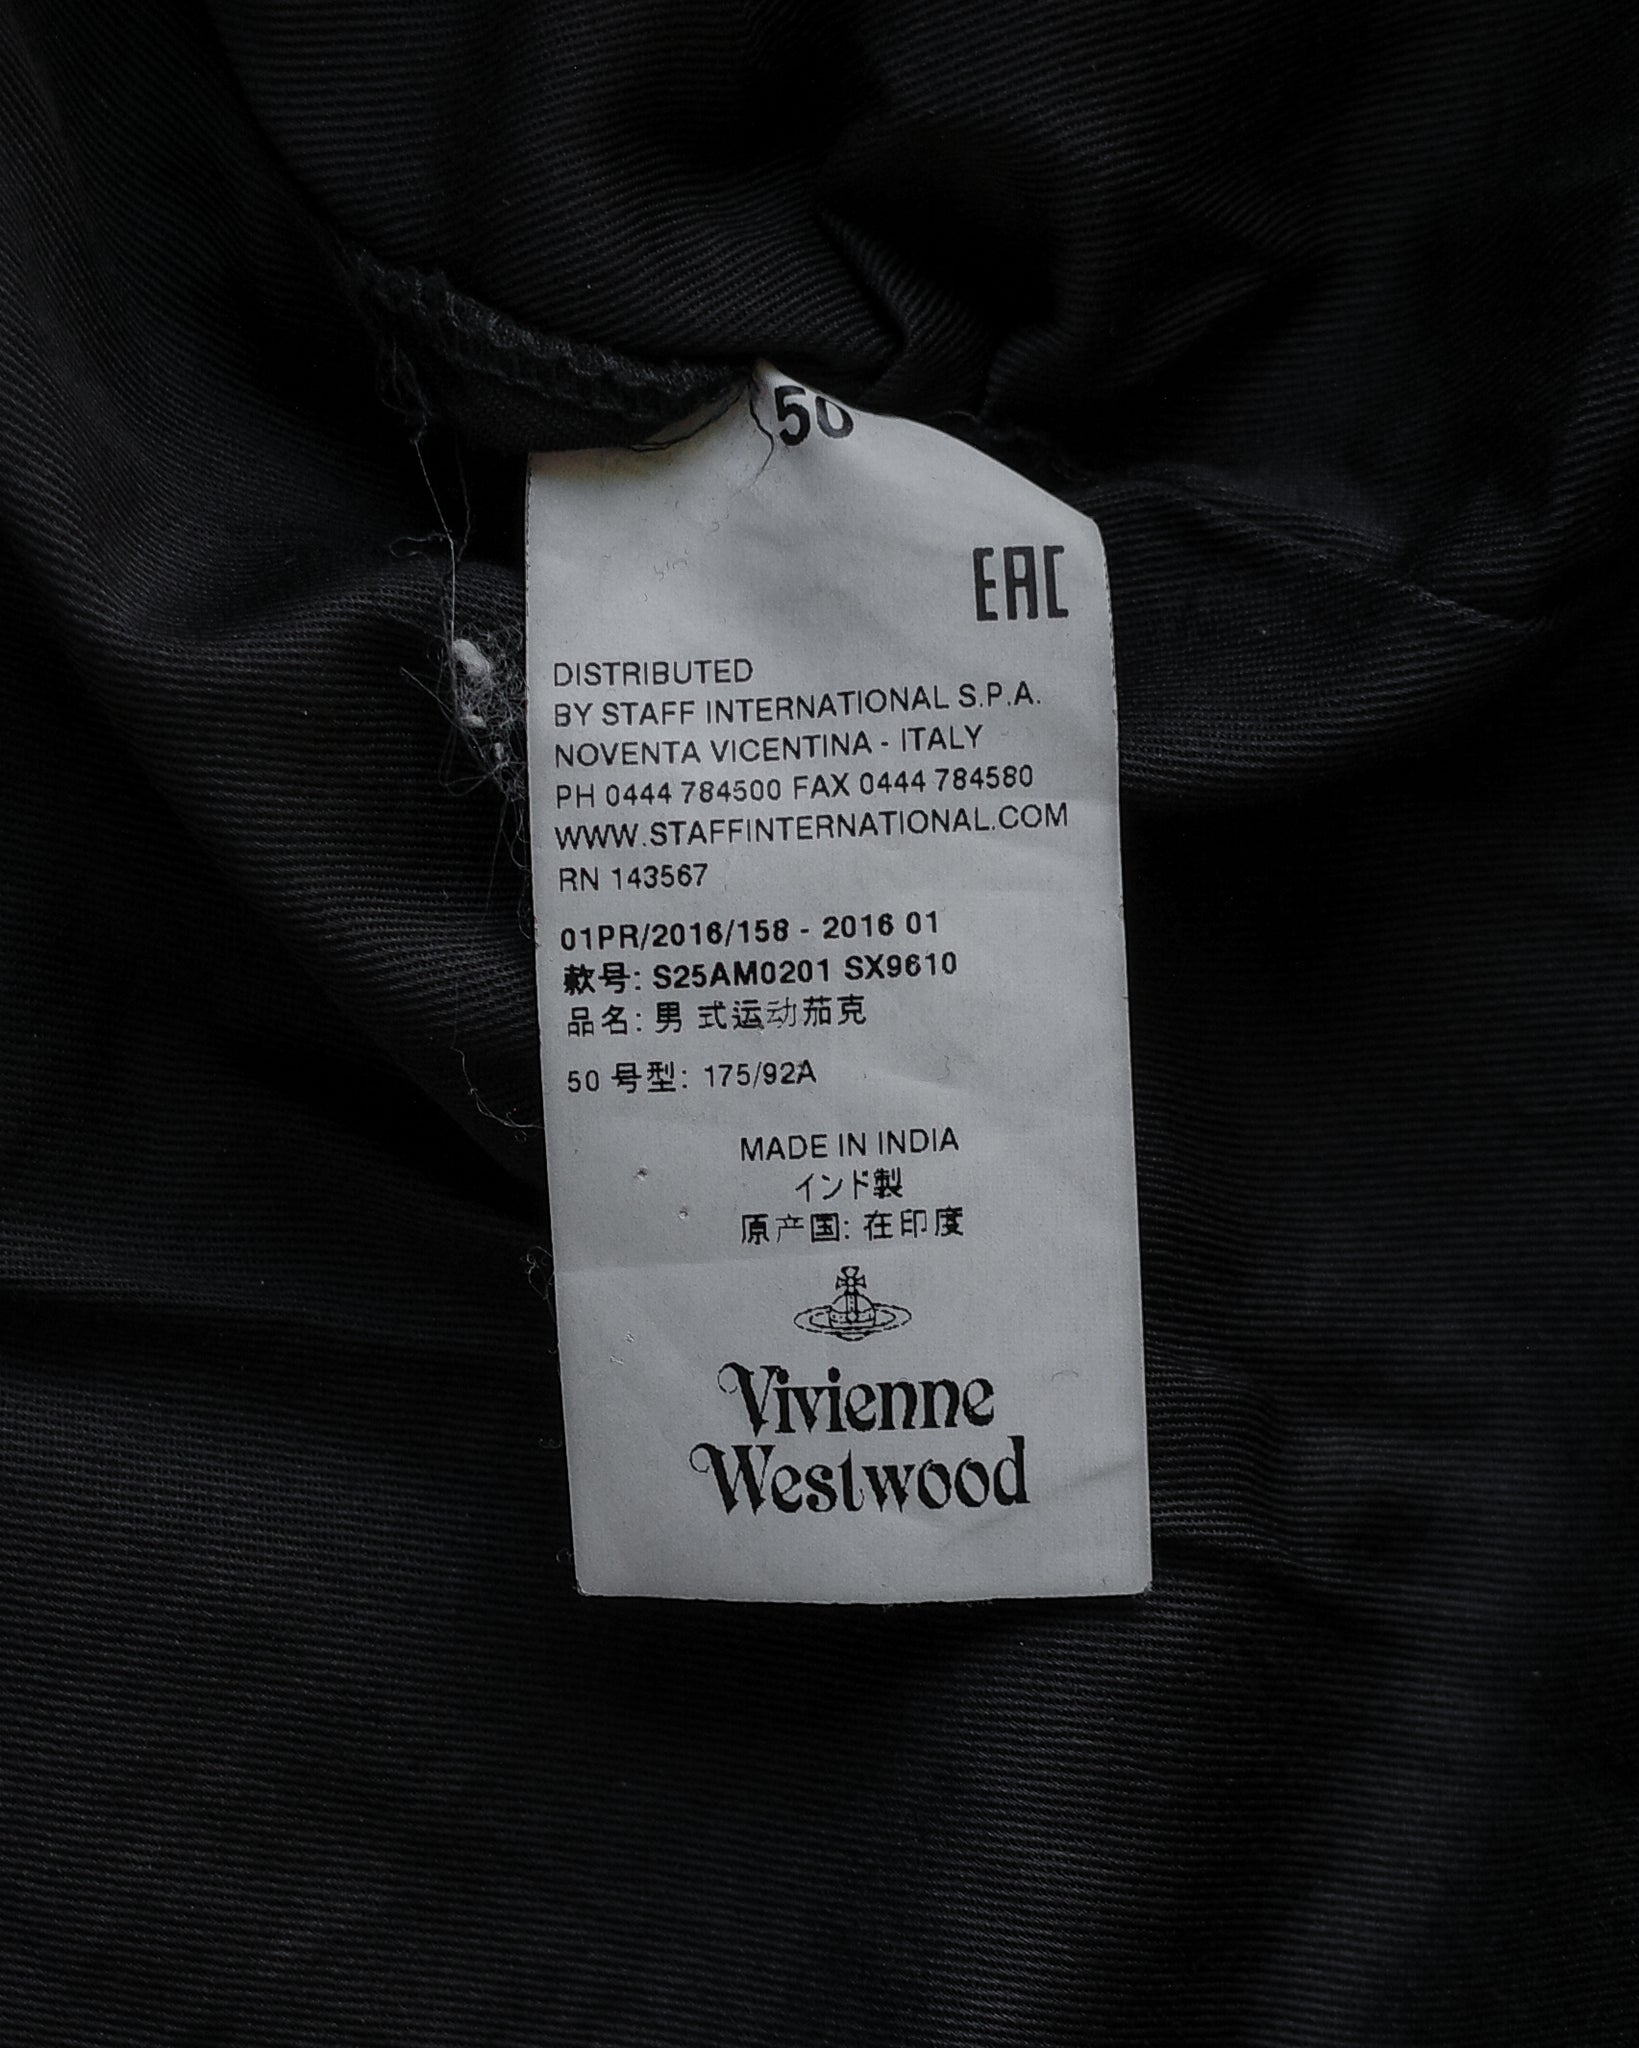 50
EAC
DISTRIBUTED
BY STAFF INTERNATIONAL S.P.A.
NOVENTA VICENTINA - ITALY
PH 0444 784500 FAX 0444 784580
WWW.STAFFINTERNATIONAL.COM
RN 143567
01PR/2016/158 - 2016 01
款号: S25AM0201 SX9610
品名: 男 式运动茄克
50 号型: 175/92A
MADE IN INDIA
インド製
原产国: 在印度
Vivienne
Westwood